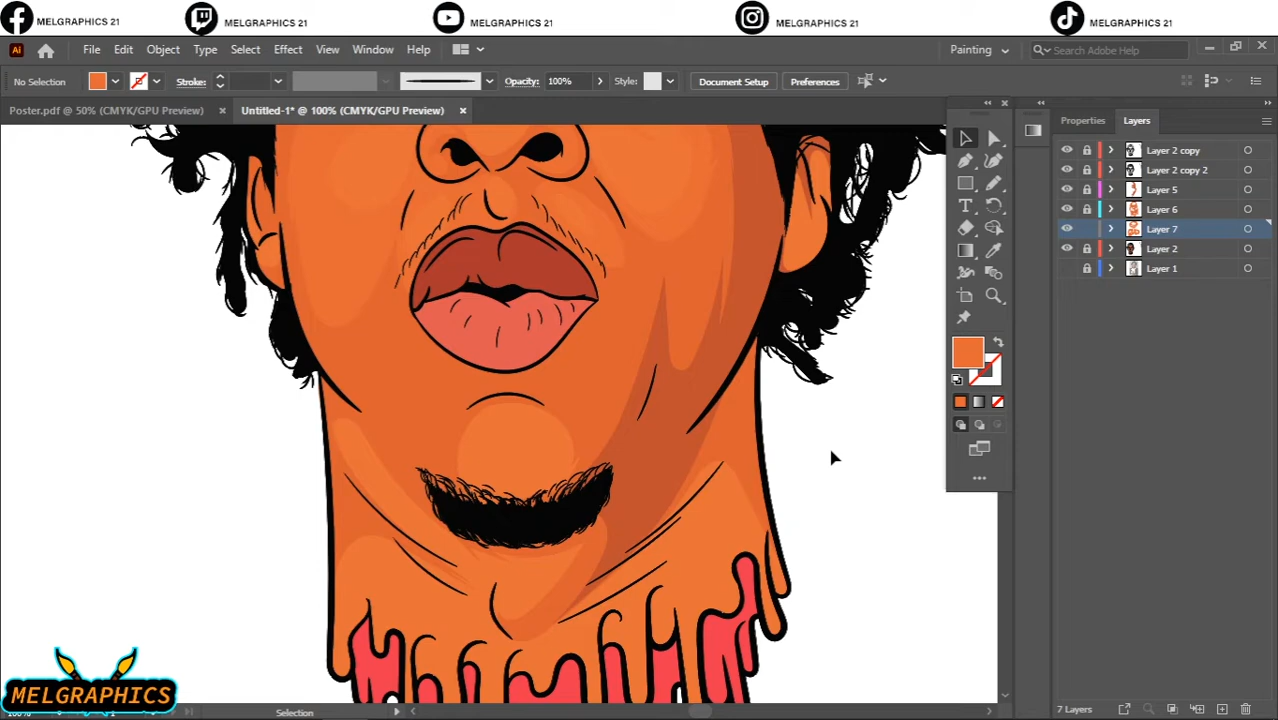 MELGRAPHICS 21 MELGRAPHICS 21 MELGRAPHICS 21 MELGRAPHICS 21 MELGRAPHICS 21
Ai File Edit Object Type Select Effect View Window Help Painting Search Adobe Help
No Selection Stroke: Opacity: 100% Style: Document Setup Preferences
Poster.pdf @ 50% (CMYK/GPU Preview) × Untitled-1* @ 100% (CMYK/GPU Preview) ×
Properties Layers
Layer 2 copy
Layer 2 copy 2
Layer 5
Layer 6
Layer 7
Layer 2
Layer 1
MELGRAPHICS
Selection
7 Layers